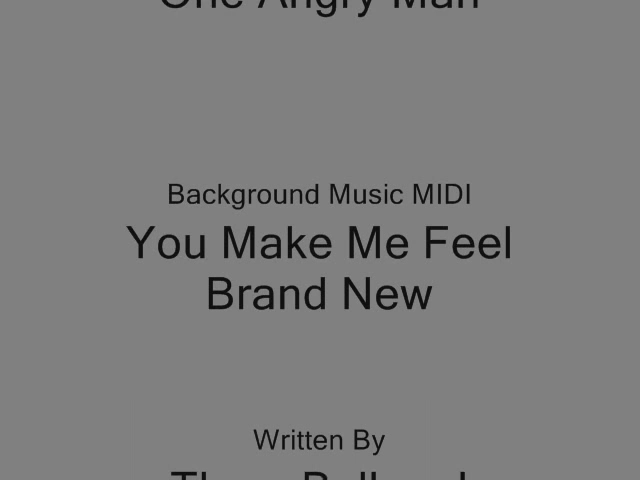 One Angry Man
Background Music MIDI
You Make Me Feel
Brand New
Written By